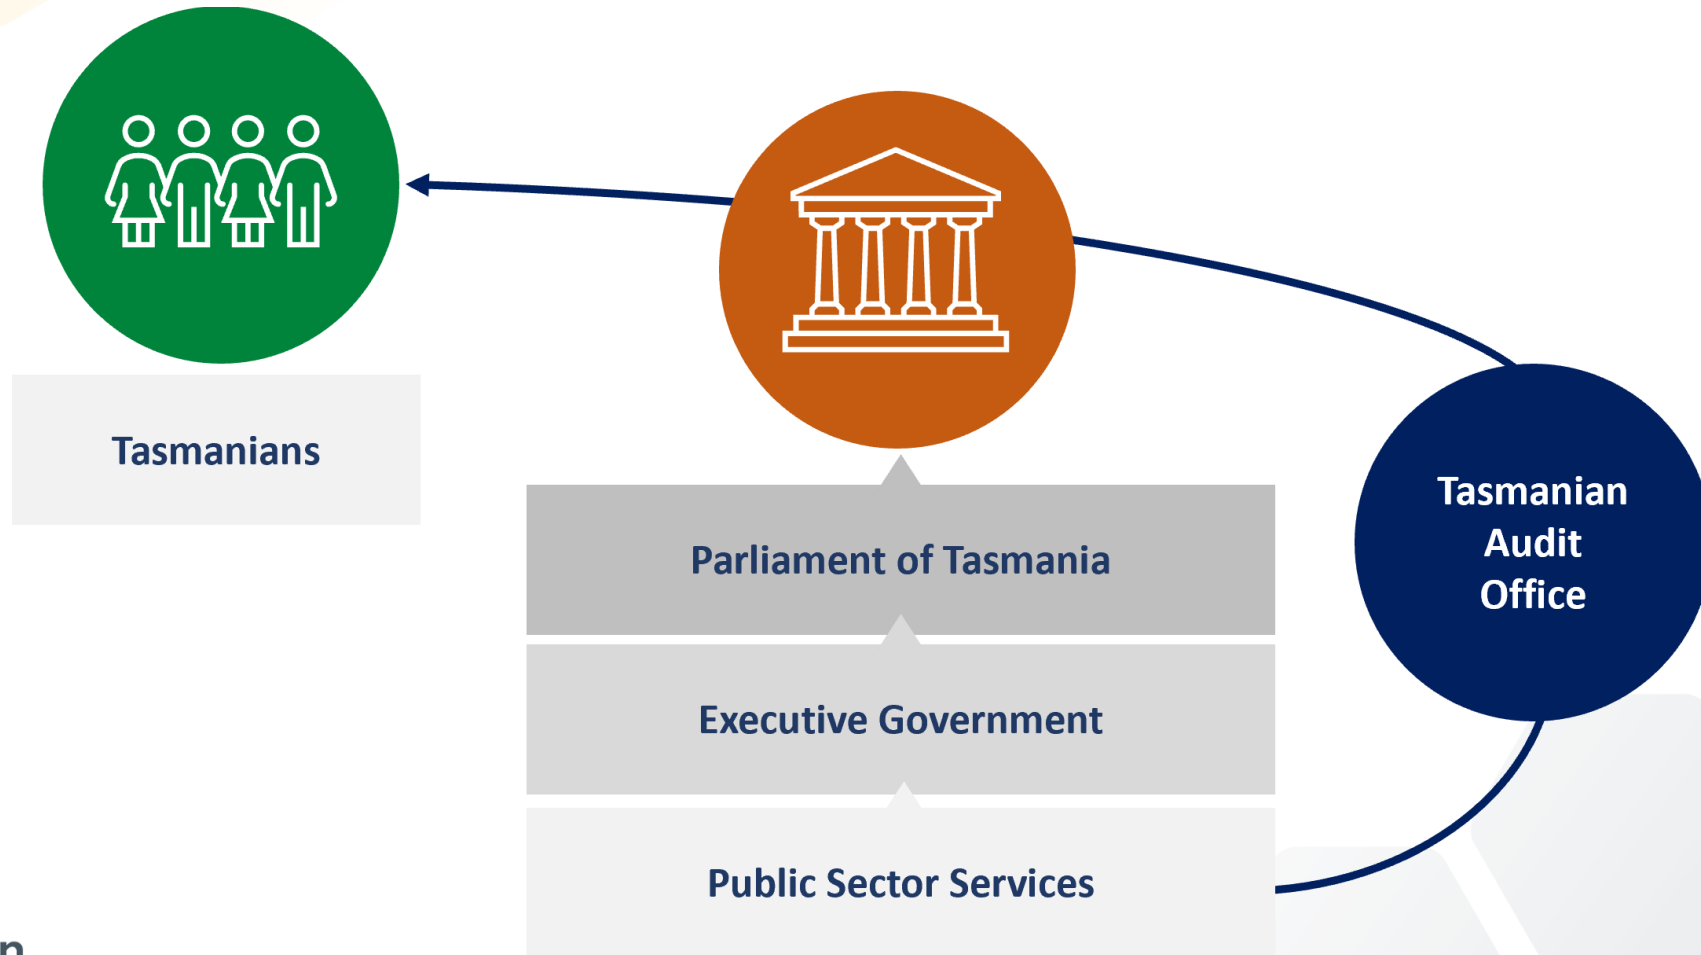 Tasmanians
Parliament of Tasmania
Executive Government
Public Sector Services
Tasmanian
Audit
Office